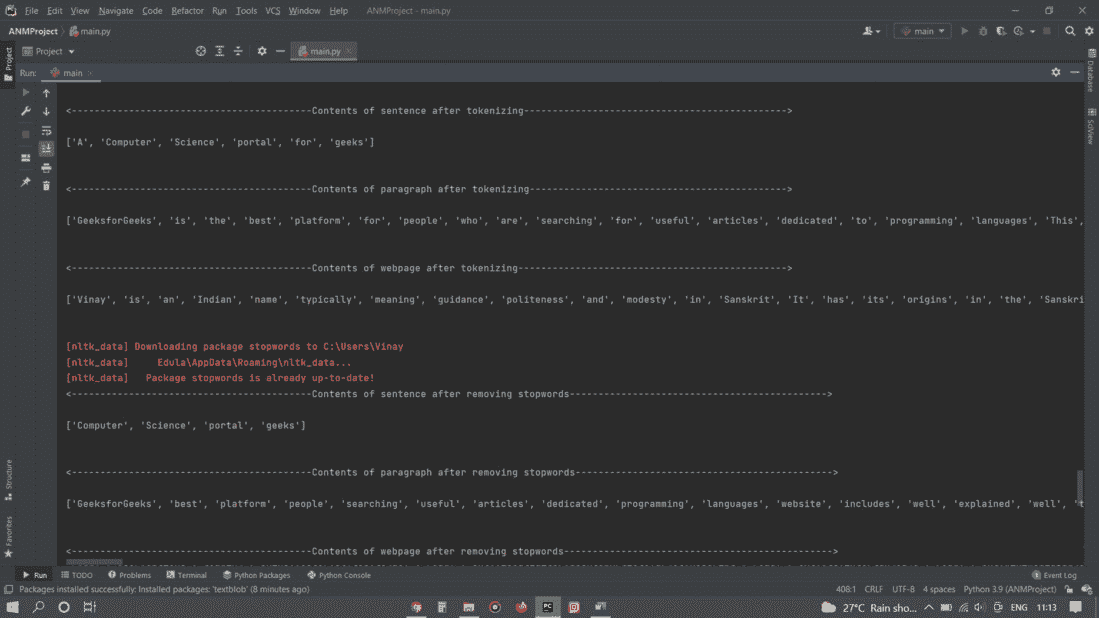 File Edit View Navigate Code Refactor Run Tools VCS Window Help ANMProject - main.py
ANMProject main.py main
Project main.py
Run: main
<-----------------------------------------Contents of sentence after tokenizing--------------------------------------------->
['A', 'Computer', 'Science', 'portal', 'for', 'geeks']
<-----------------------------------------Contents of paragraph after tokenizing--------------------------------------------->
['GeeksforGeeks', 'is', 'the', 'best', 'platform', 'for', 'people', 'who', 'are', 'searching', 'for', 'useful', 'articles', 'dedicated', 'to', 'programming', 'languages', 'This',
<-----------------------------------------Contents of webpage after tokenizing---------------------------------------------->
['Vinay', 'is', 'an', 'Indian', 'name', 'typically', 'meaning', 'guidance', 'politeness', 'and', 'modesty', 'in', 'Sanskrit', 'It', 'has', 'its', 'origins', 'in', 'the', 'Sanskri
[nltk_data] Downloading package stopwords to C:\Users\Vinay
[nltk_data]     Edula\AppData\Roaming\nltk_data...
[nltk_data]   Package stopwords is already up-to-date!
<-----------------------------------------Contents of sentence after removing stopwords-------------------------------------------->
['Computer', 'Science', 'portal', 'geeks']
<-----------------------------------------Contents of paragraph after removing stopwords-------------------------------------------->
['GeeksforGeeks', 'best', 'platform', 'people', 'searching', 'useful', 'articles', 'dedicated', 'programming', 'languages', 'website', 'includes', 'well', 'explained', 'well', 't
<-----------------------------------------Contents of webpage after removing stopwords---------------------------------------------->
Run TODO Problems Terminal Python Packages Python Console Event Log
Packages installed successfully: Installed packages: 'textblob' (8 minutes ago) 408:1 CRLF UTF-8 4 spaces Python 3.9 (ANMProject)
27°C Rain sho... ENG 11:13
Project
Structure
Favorites
Database
SciView